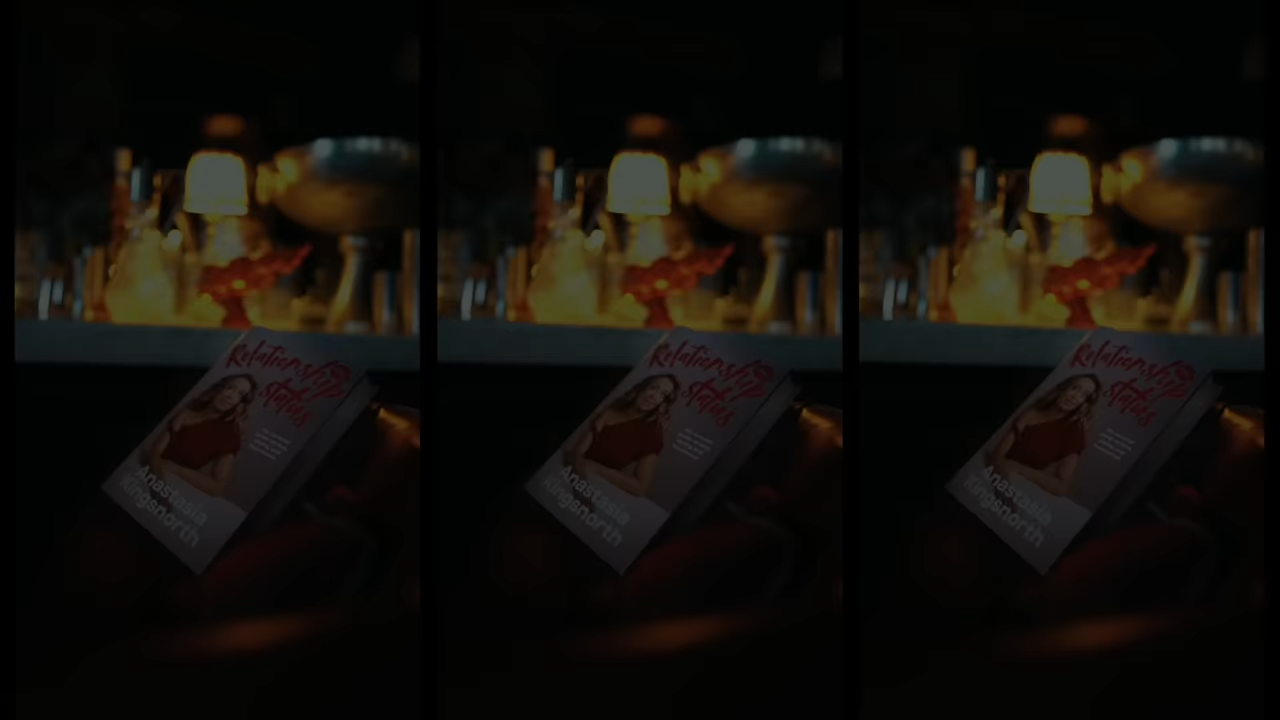 Relationship
status
Anastasia
Kingsnorth
Relationship
status
Anastasia
Kingsnorth
Relationship
status
Anastasia
Kingsnorth